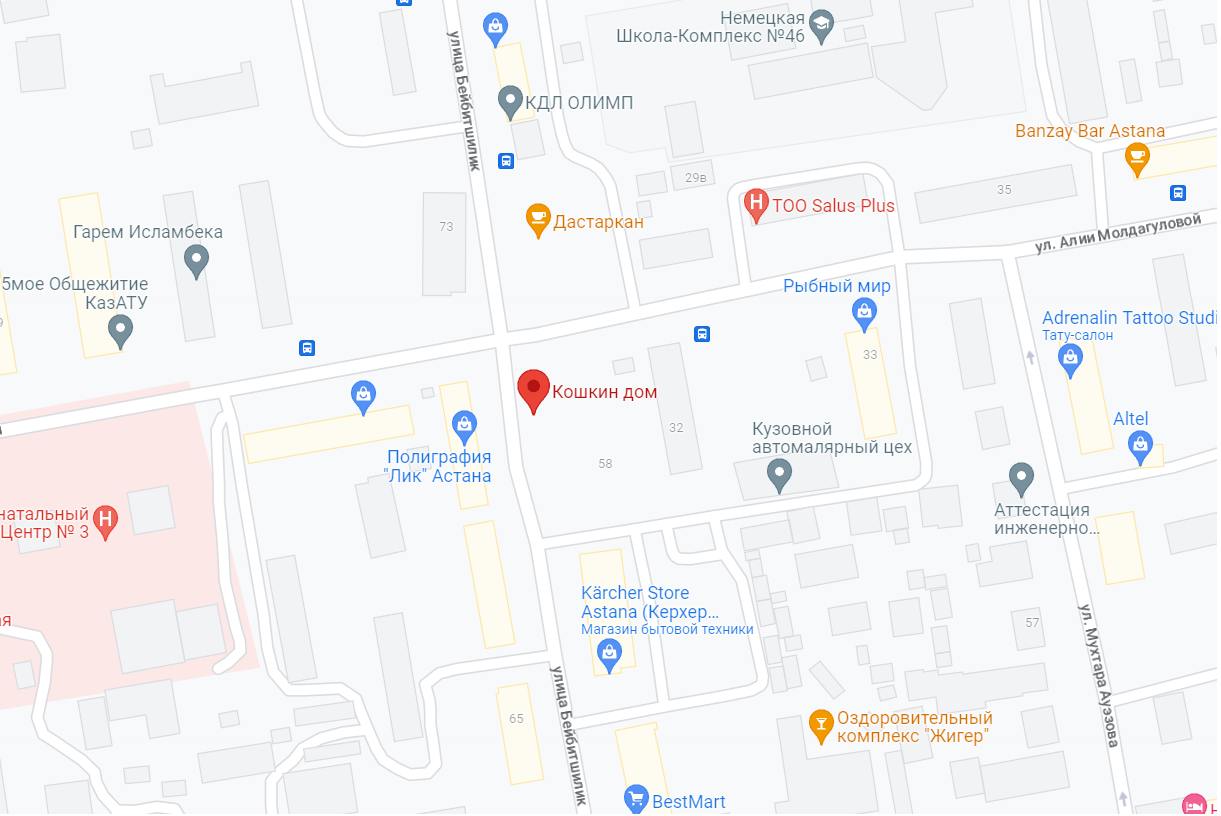 Немецкая
Школа-Комплекс №46
улица Бейбитшилик
КДЛ ОЛИМП
Banzay Bar Astana
29в
35
ТОО Salus Plus
73
Дастаркан
ул. Алии Молдагуловой
Гарем Исламбека
5мое Общежитие
КазАТУ
Рыбный мир
Adrenalin Tattoo Studi
Тату-салон
33
Кошкин дом
32
Altel
Кузовной
автомалярный цех
Полиграфия
"Лик" Астана
58
натальный
Центр № 3
Аттестация
инженерно...
Kärcher Store
Astana (Керхер...
Магазин бытовой техники
57
ул. Мухтара Ауэзова
улица Бейбитшилик
65
Оздоровительный
комплекс "Жигер"
BestMart